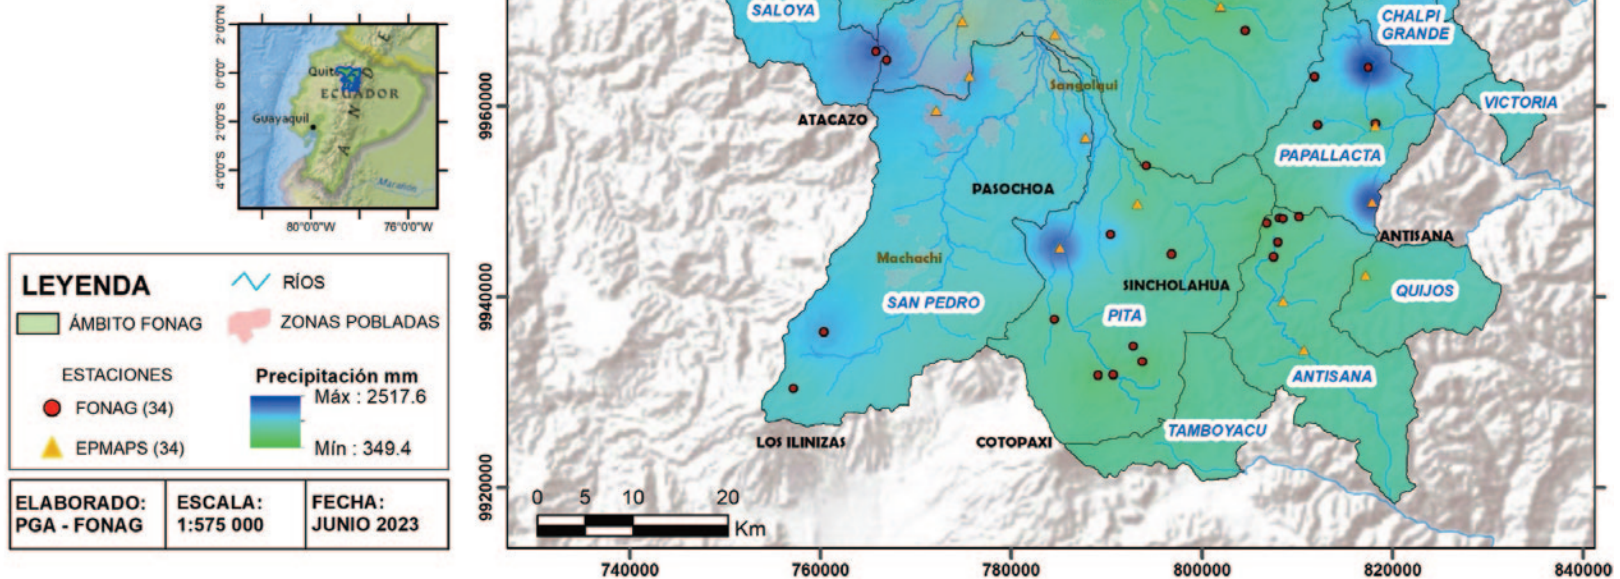 2°0'0"N
0°0'0"
2°0'0"S
4°0'0"S
80°00'0"W
76°00'0"W
Quito
ECUADOR
Guayaquil
A
N
D
E
Marañón
LEYENDA
RÍOS
ÁMBITO FONAG
ZONAS POBLADAS
ESTACIONES
FONAG (34)
EPMAPS (34)
Precipitación mm
Máx : 2517.6
Mín : 349.4
ELABORADO:
PGA - FONAG
ESCALA:
1:575 000
FECHA:
JUNIO 2023
9960000
9940000
9920000
SALOYA
CHALPI
GRANDE
Sangolqui
VICTORIA
ATACAZO
PAPALLACTA
PASOCHOA
ANTISANA
Machachi
SINCHOLAHUA
QUIJOS
SAN PEDRO
PITA
ANTISANA
TAMBOYACU
LOS ILINIZAS
COTOPAXI
0 5 10 20
Km
740000
760000
780000
800000
820000
840000